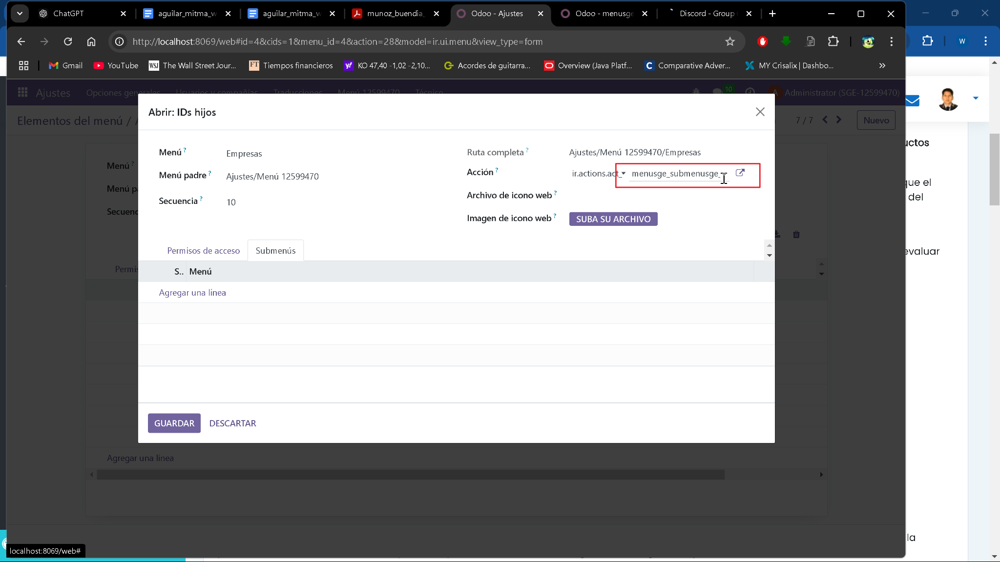 ChatGPT
aguilar_mitma_w
aguilar_mitma_w
munoz_buendia_
Odoo - Ajustes
Odoo - menusge
Discord - Group
http://localhost:8069/web#id=4&cids=1&menu_id=4&action=28&model=ir.ui.menu&view_type=form
W
Gmail
YouTube
WSJ The Wall Street Jour...
FT Tiempos financieros
KO 47,40 -1,02 -2,10...
Acordes de guitarra...
Overview (Java Platf...
C Comparative Adver...
MY Crisalix | Dashbo...
»
Ajustes
Opciones generales
Usuarios y compañías
Traducciones
Menú 12599470
Técnico
10
A Administrator (SGE-12599470)
Elementos del menú /
7 / 7
Nuevo
Abrir: IDs hijos
Menú ?
Empresas
Menú padre ?
Ajustes/Menú 12599470
Secuencia ?
10
Ruta completa ?
Ajustes/Menú 12599470/Empresas
Acción ?
ir.actions.act_
menusge_submenusge_
Archivo de icono web ?
Imagen de icono web ?
SUBA SU ARCHIVO
Menú ?
Menú p
Secuenc
Permis
Permisos de acceso
Submenús
S..
Menú
Agregar una línea
GUARDAR
DESCARTAR
Agregar una línea
localhost:8069/web#
uctos
que el
del
evaluar
la